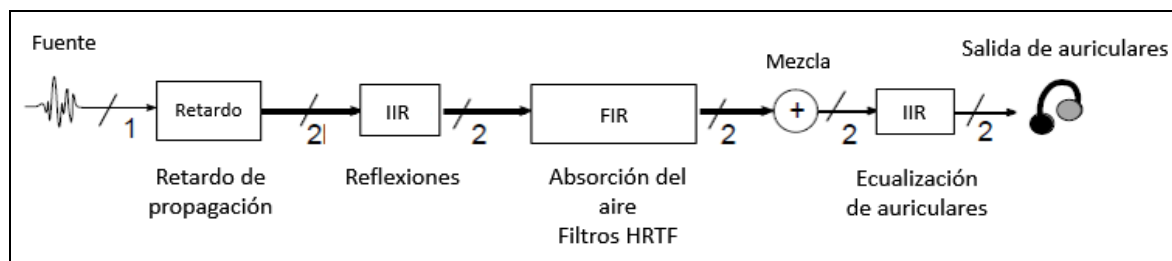 Fuente
Salida de auriculares
Mezcla
Retardo
IIR
FIR
+
IIR
1
2
2
2
2
2
Retardo de
propagación
Reflexiones
Absorción del
aire
Filtros HRTF
Ecualización
de auriculares